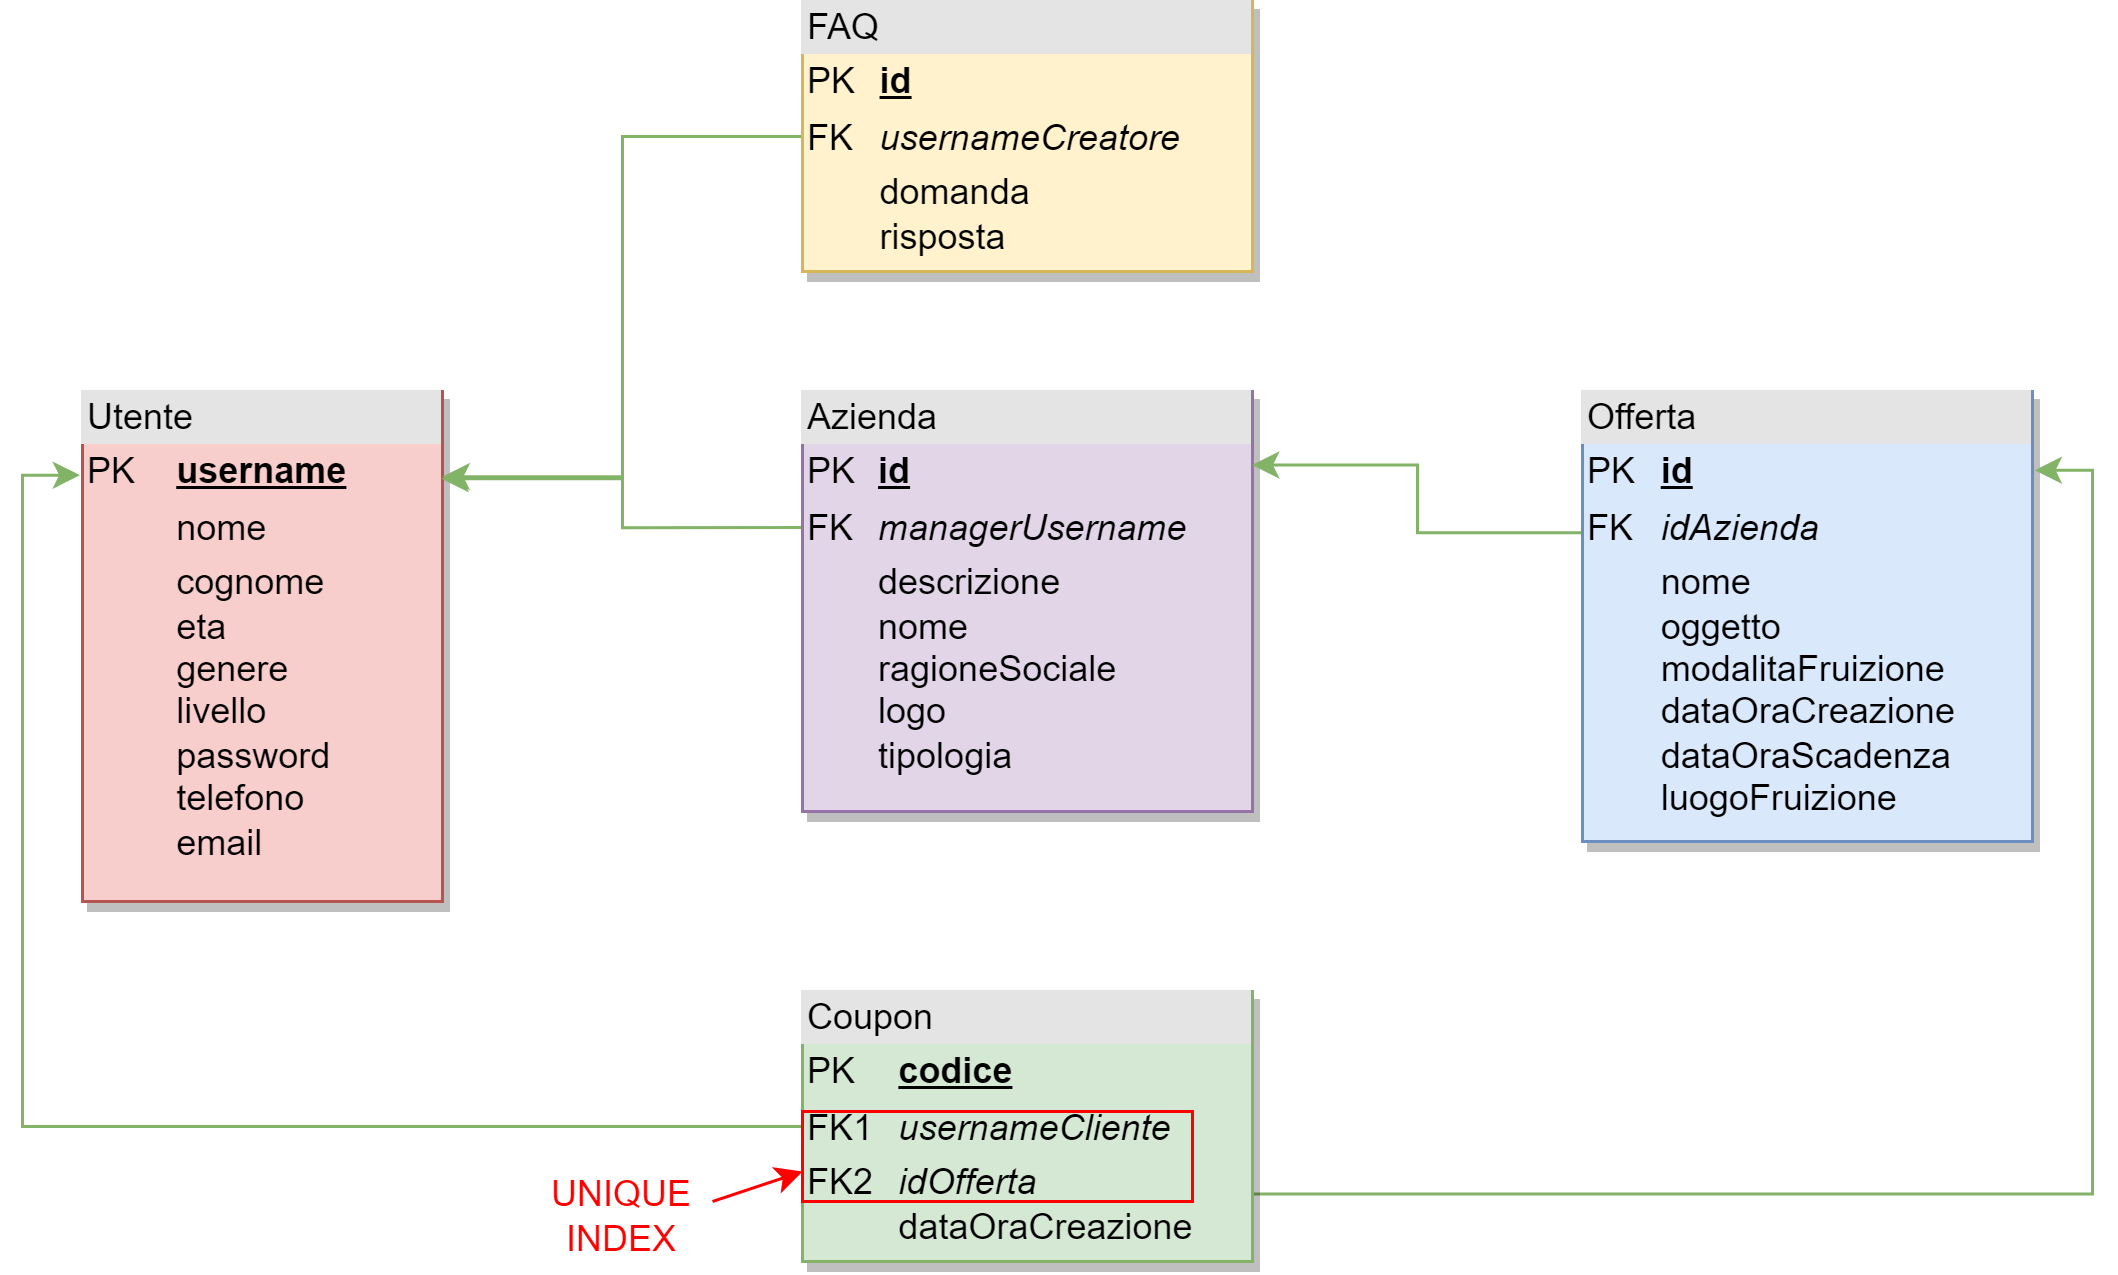 FAQ
PK id
FK usernameCreatore
domanda
risposta
Utente
PK username
nome
cognome
eta
genere
livello
password
telefono
email
Azienda
PK id
FK managerUsername
descrizione
nome
ragioneSociale
logo
tipologia
Offerta
PK id
FK idAzienda
nome
oggetto
modalitaFruizione
dataOraCreazione
dataOraScadenza
luogoFruizione
Coupon
PK codice
FK1 usernameCliente
FK2 idOfferta
dataOraCreazione
UNIQUE
INDEX